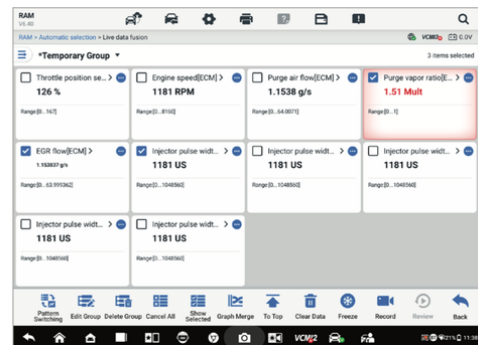 RAM
V6.40
RAM > Automatic selection > Live data fusion
VCMI2 0.0V
*Temporary Group ▼
3 items selected
Throttle position se... >
126 %
Range[0...167]
Engine speed[ECM] >
1181 RPM
Range[0...8160]
Purge air flow[ECM] >
1.1538 g/s
Range[0...64.0071]
Purge vapor ratio[E... >
1.51 Mult
Range[0...1]
EGR flow[ECM] >
1.153837 g/s
Range[0...63.999362]
Injector pulse widt... >
1181 US
Range[0...1048560]
Injector pulse widt... >
1181 US
Range[0...1048560]
Injector pulse widt... >
1181 US
Range[0...1048560]
Injector pulse widt... >
1181 US
Range[0...1048560]
Injector pulse widt... >
1181 US
Range[0...1048560]
Pattern Switching
Edit Group
Delete Group
Cancel All
Show Selected
Graph Merge
To Top
Clear Data
Freeze
Record
Review
Back
VCMI2
21% 11:38